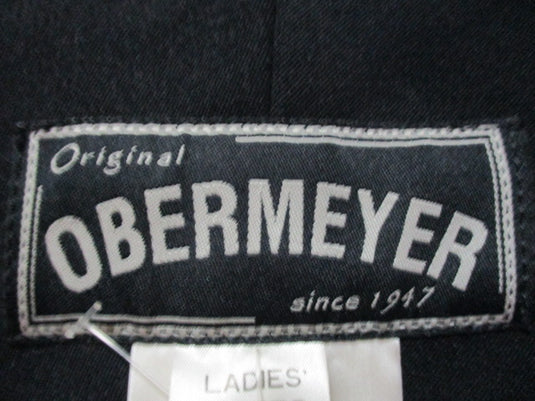 Original
OBERMEYER
since 1947
LADIES'